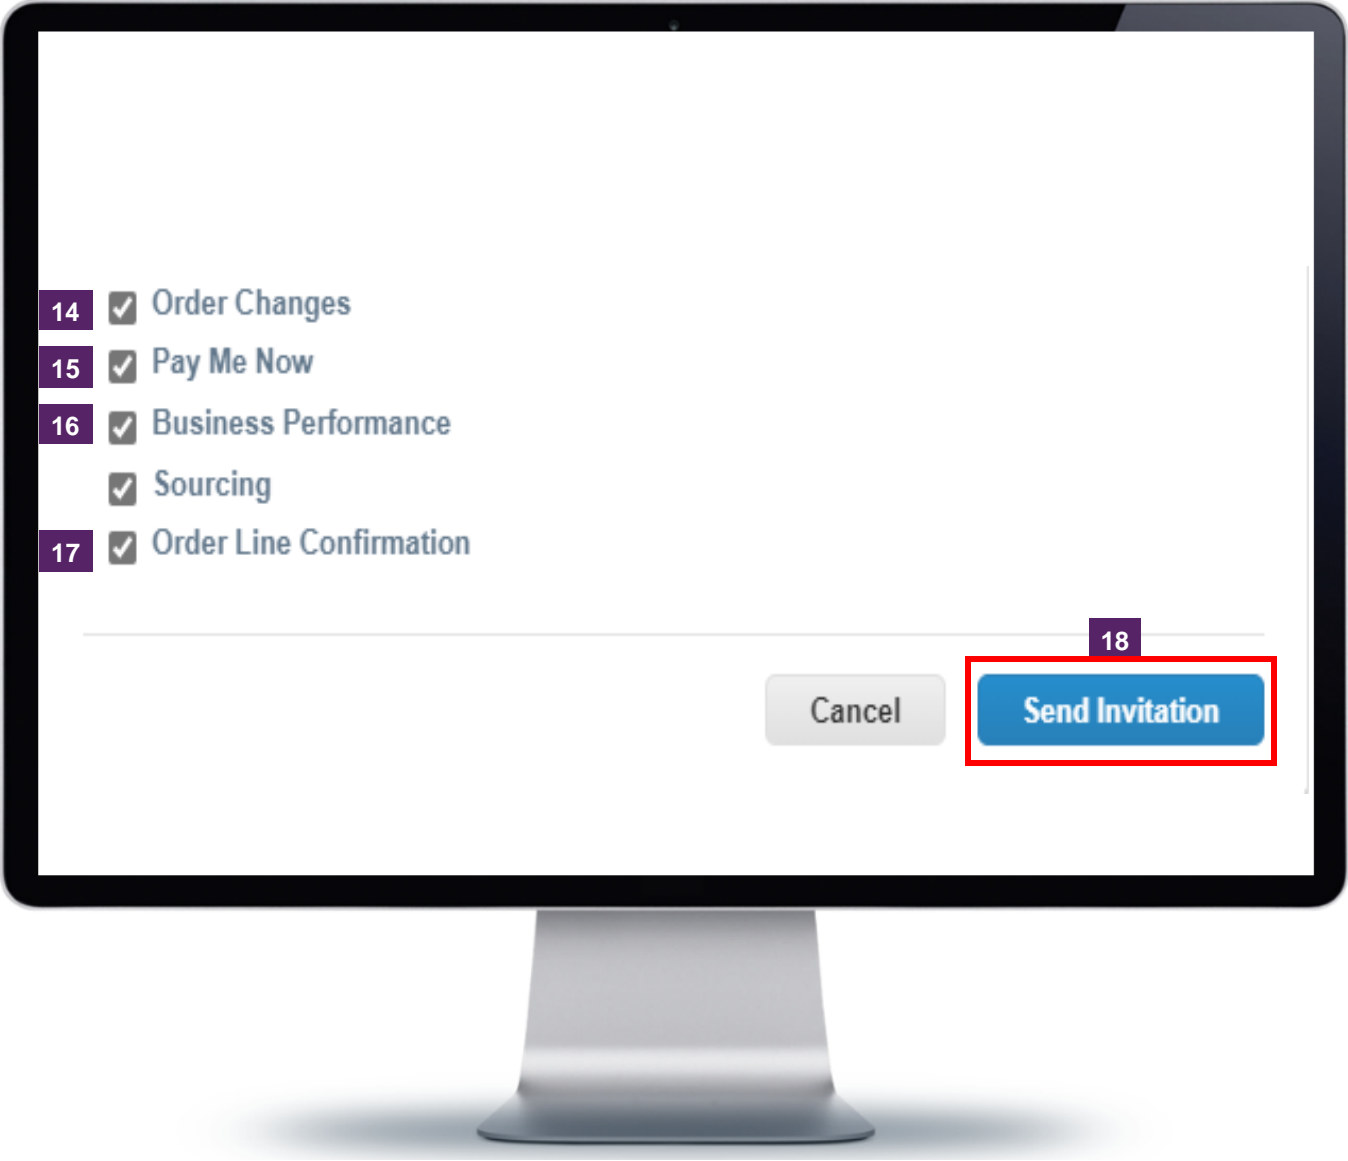 14 Order Changes
15 Pay Me Now
16 Business Performance
Sourcing
17 Order Line Confirmation
18
Cancel Send Invitation